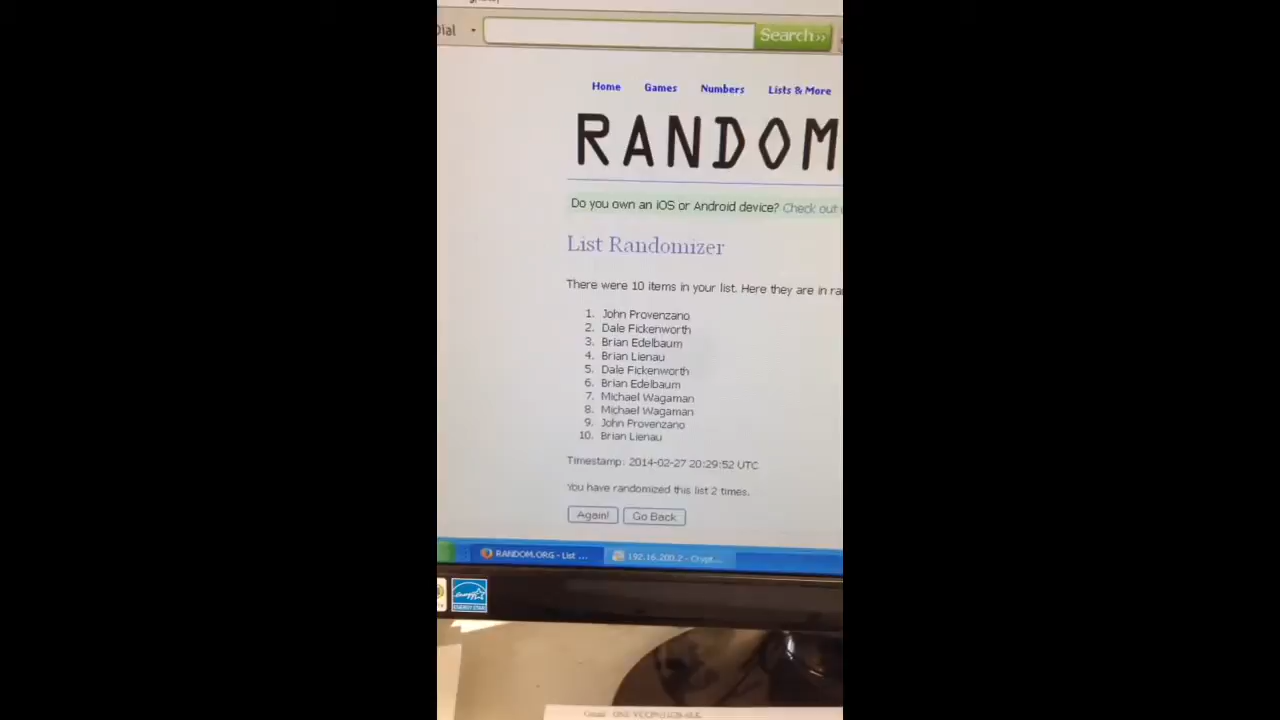 Dial
Search››
Home Games Numbers Lists & More
RANDOM
Do you own an iOS or Android device? Check out
List Randomizer
There were 10 items in your list. Here they are in ra
1. John Provenzano
2. Dale Fickenworth
3. Brian Edelbaum
4. Brian Lienau
5. Dale Fickenworth
6. Brian Edelbaum
7. Michael Wagaman
8. Michael Wagaman
9. John Provenzano
10. Brian Lienau
Timestamp: 2014-02-27 20:29:52 UTC
You have randomized this list 2 times.
Again! Go Back
RANDOM.ORG - List ... 192.16.200.2 - Crypt...
ENERGY STAR